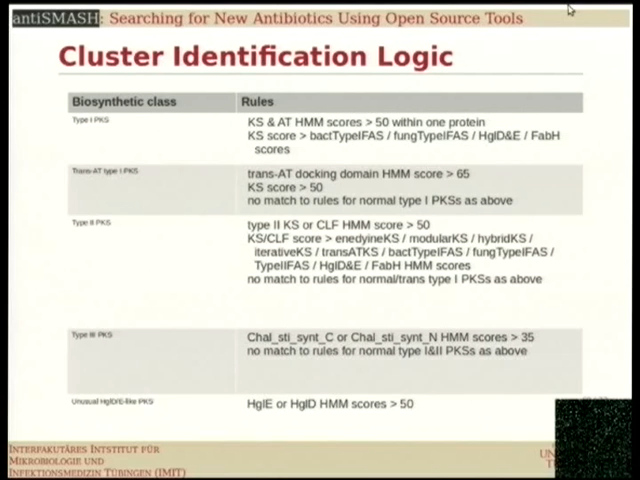 antiSMASH: Searching for New Antibiotics Using Open Source Tools
Cluster Identification Logic
Biosynthetic class Rules
Type I PKS
KS & AT HMM scores > 50 within one protein
KS score > bactTypeIFAS / fungTypeIFAS / HglD&E / FabH
scores
Trans-AT type I PKS
trans-AT docking domain HMM score > 65
KS score > 50
no match to rules for normal type I PKSs as above
Type II PKS
type II KS or CLF HMM score > 50
KS/CLF score > enedyineKS / modularKS / hybridKS /
iterativeKS / transATKS / bactTypeIFAS / fungTypeIFAS /
TypeIIFAS / HglD&E / FabH HMM scores
no match to rules for normal/trans type I PKSs as above
Type III PKS
Chal_sti_synt_C or Chal_sti_synt_N HMM scores > 35
no match to rules for normal type I&II PKSs as above
Unusual HglD/E-like PKS
HglE or HglD HMM scores > 50
Interfakutäres Intstitut für
Mikrobiologie und
Infektionsmedizin Tübingen (IMIT)